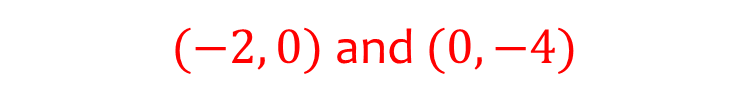 (−2, 0) and (0, −4)